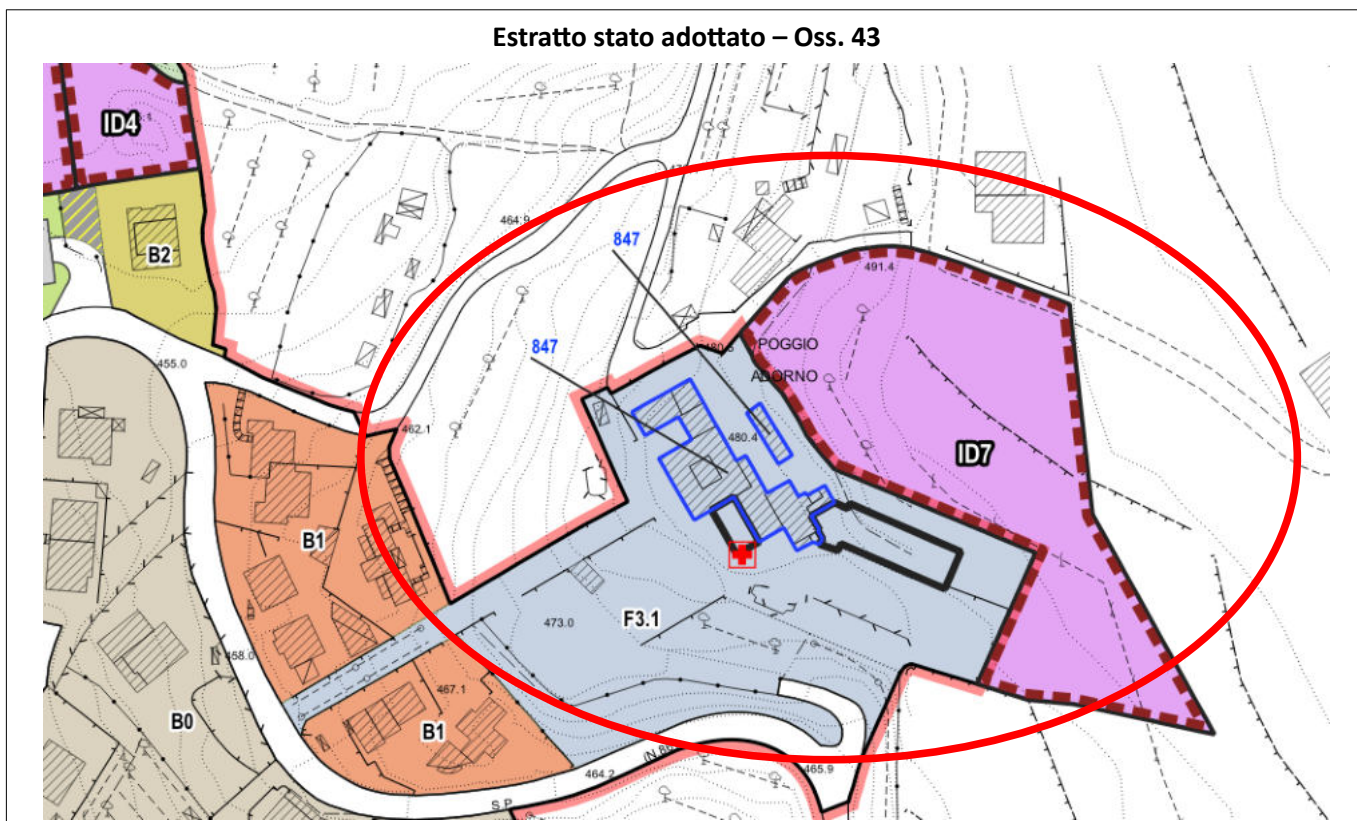 Estratto stato adottato – Oss. 43
ID4
B2
464.9
847
491.4
455.0
POGGIO
847
ADORNO
462.1
480.4
ID7
B1
F3.1
473.0
458.0
467.1
B0
B1
464.2
465.9
S.P.